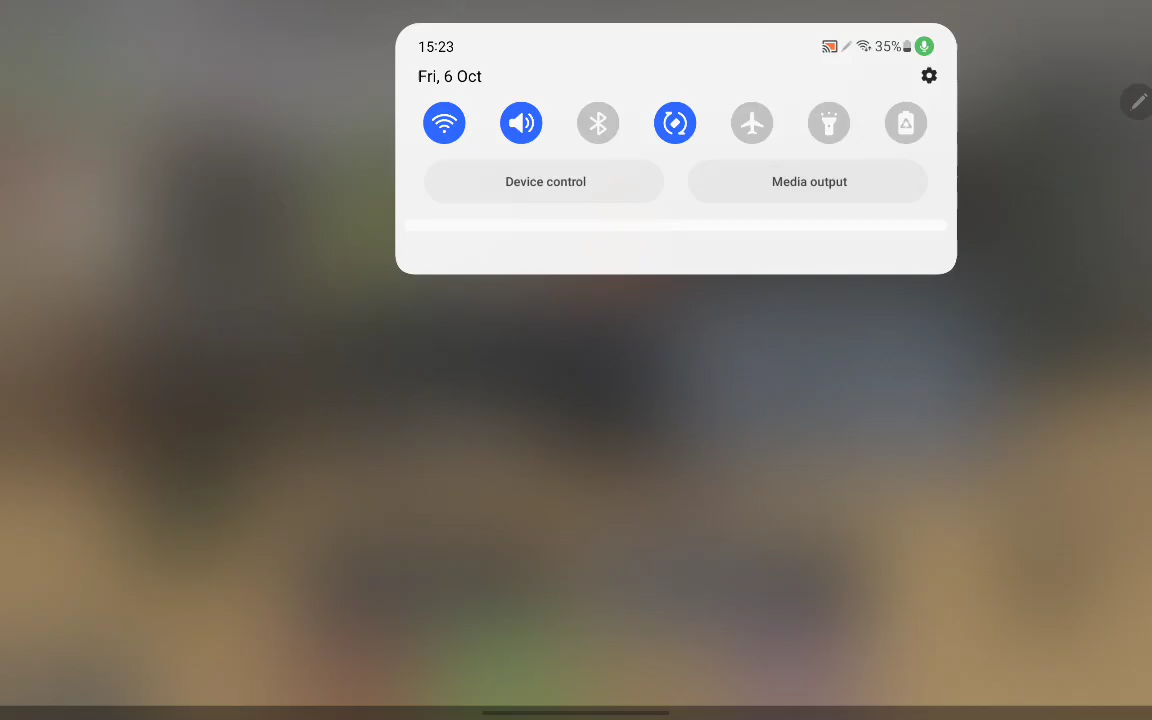 15:23
35%
Fri, 6 Oct
Device control
Media output